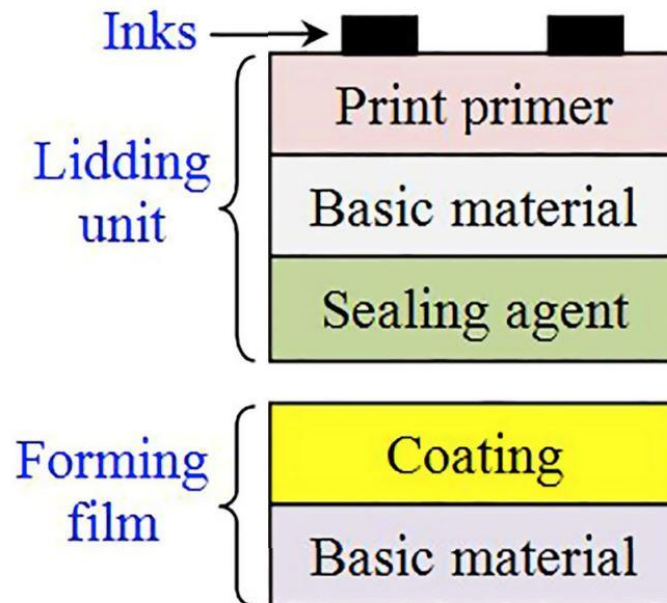 Inks
Print primer
Lidding
unit
Basic material
Sealing agent
Forming
film
Coating
Basic material